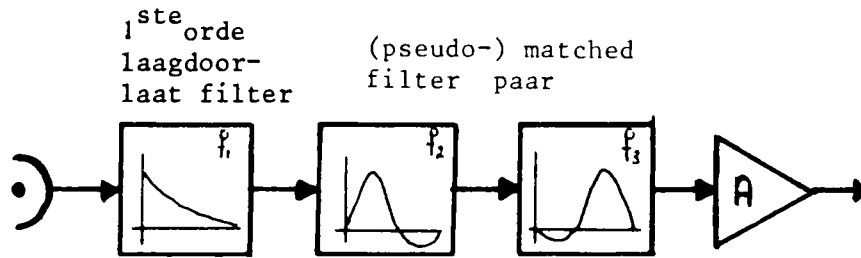 1ste orde
laagdoor-
laat filter
(pseudo-) matched
filter paar
f1
f2
f3
A